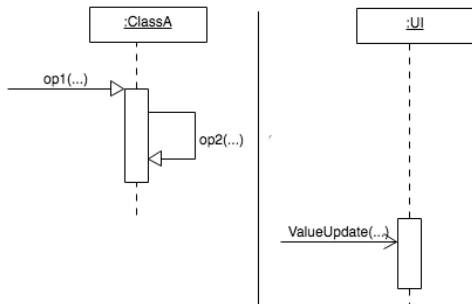 :ClassA
op1(...)
op2(...)
:UI
ValueUpdate(...)